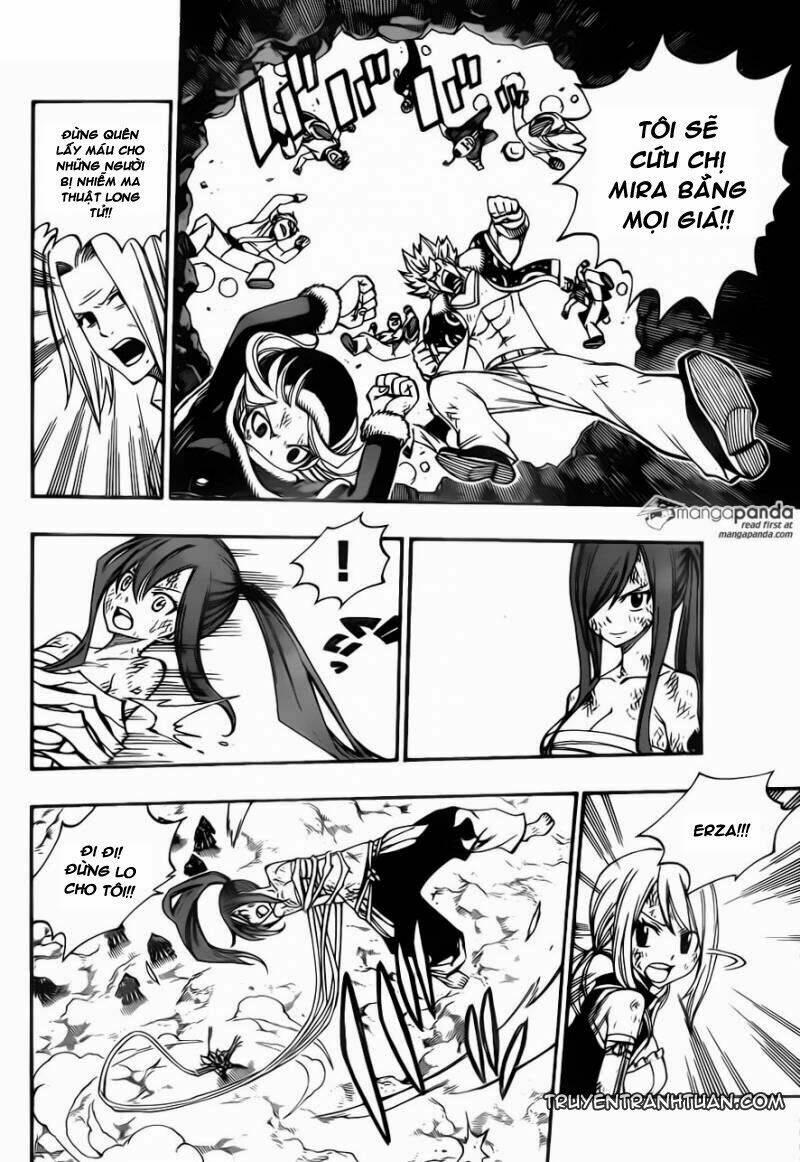 TÔI SẼ
CỨU CHỊ
MIRA BẰNG
MỌI GIÁ!!
ĐỪNG QUÊN
LẤY MÁU CHO
NHỮNG NGƯỜI
BỊ NHIỄM MA
THUẬT LONG
TỬ!!
mangapanda
read first at
mangapanda.com
!
ERZA!!!
ĐI ĐI!
ĐỪNG LO
CHO TÔI!!
TRUYENTRANHTUAN.COM